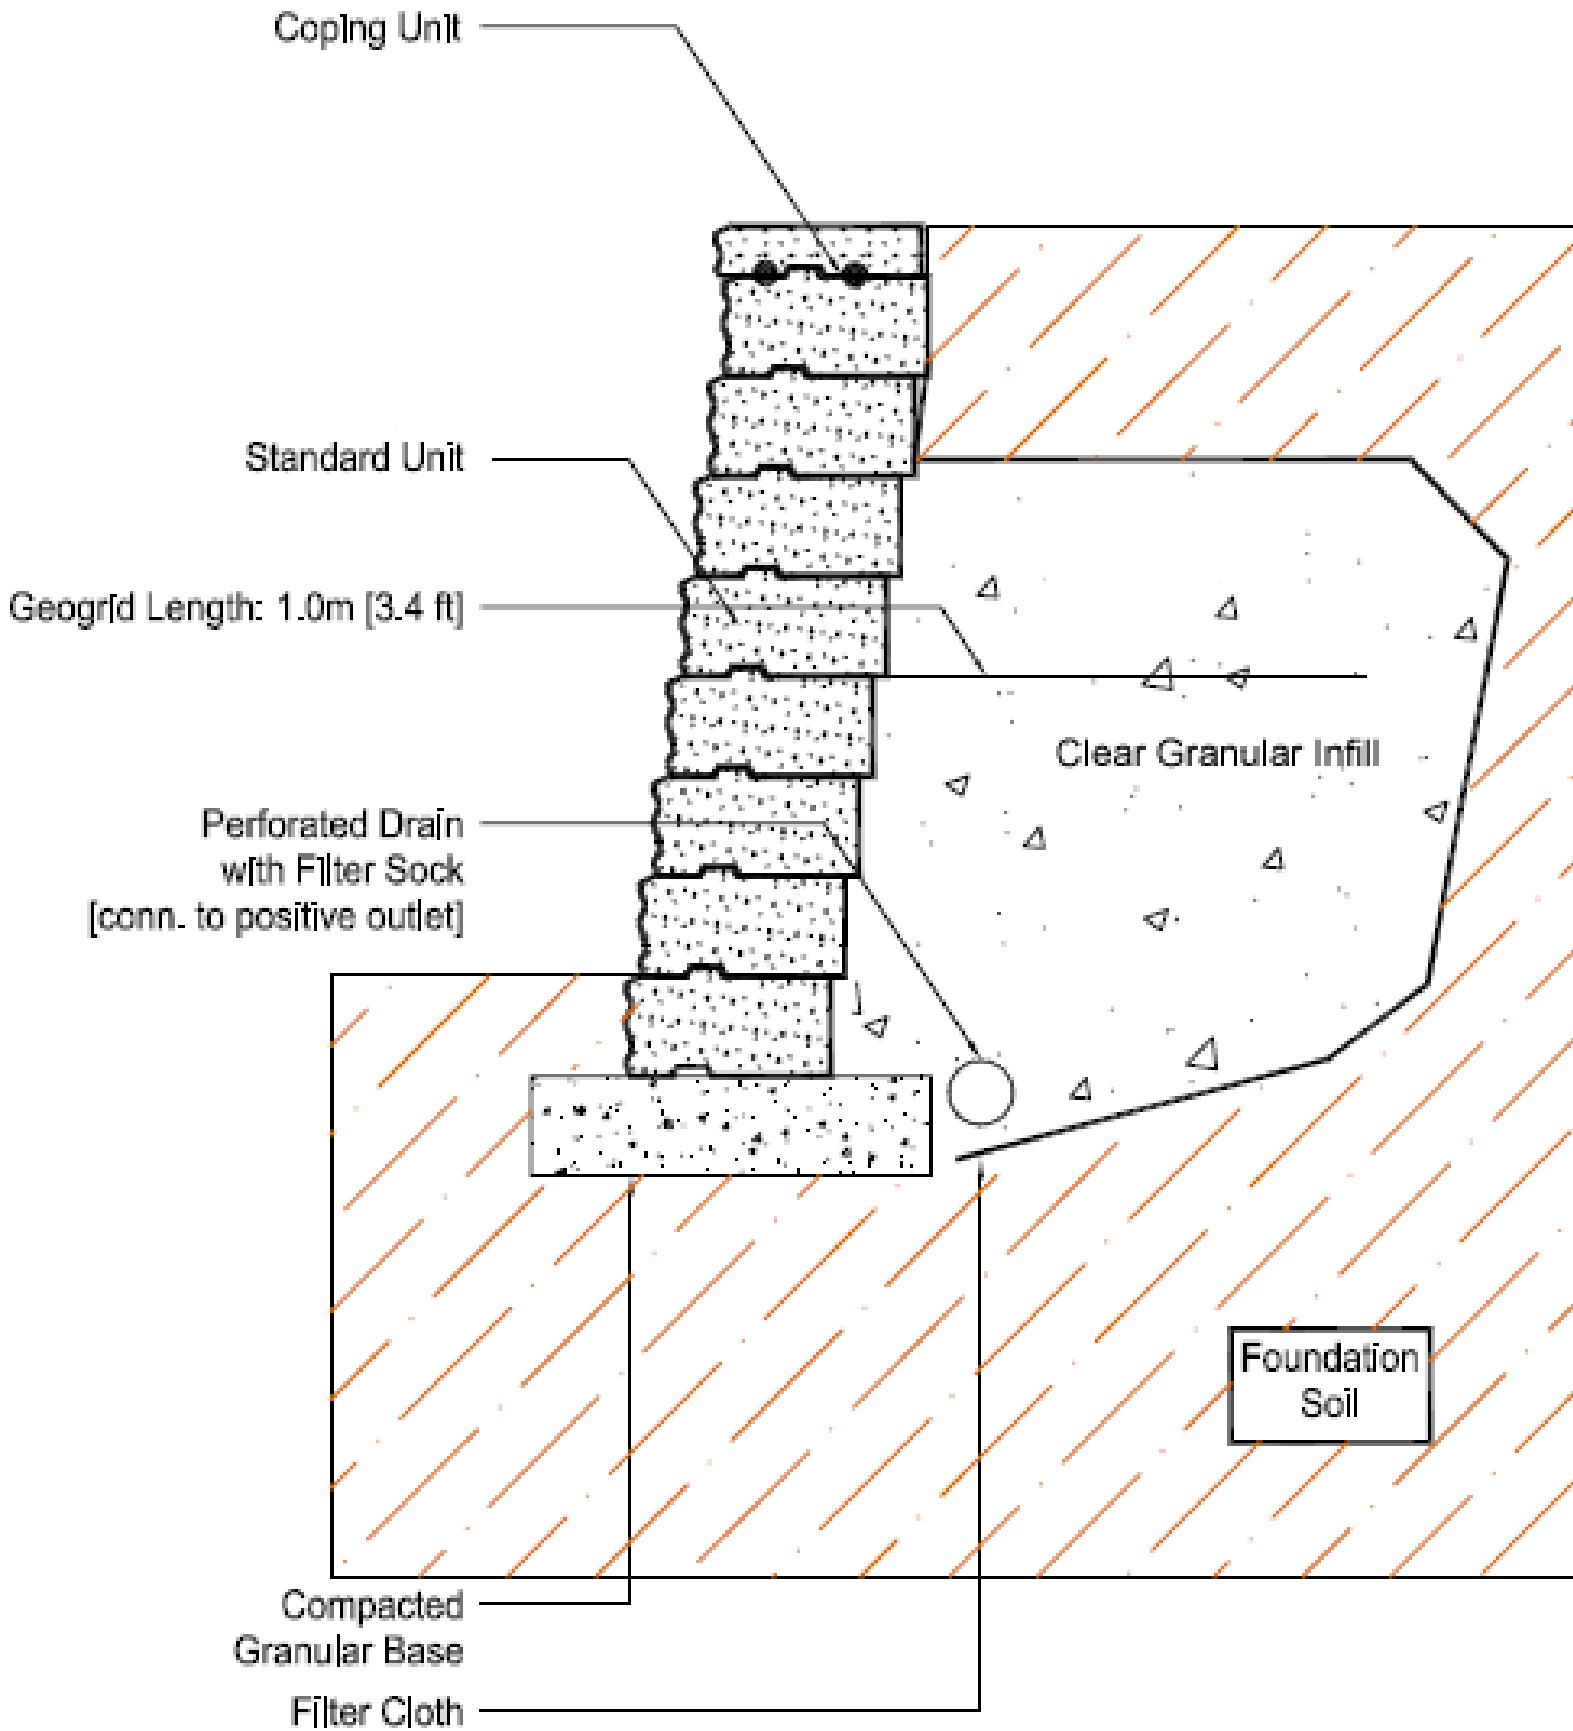 Coping Unit
Standard Unit
Geogrid Length: 1.0m [3.4 ft]
Clear Granular Infill
Perforated Drain
with Filter Sock
[conn. to positive outlet]
Foundation
Soil
Compacted
Granular Base
Filter Cloth